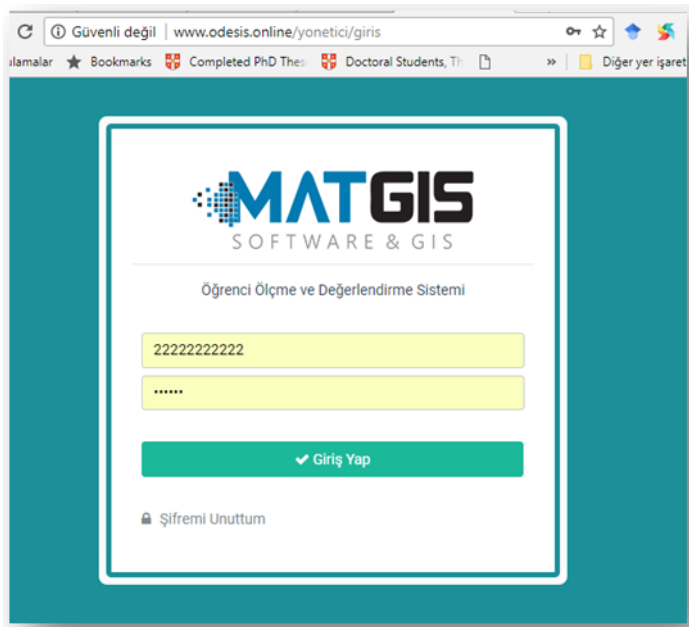 Güvenli değil | www.odesis.online/yonetici/giris
ılamalar Bookmarks Completed PhD Thes Doctoral Students, Th » Diğer yer işaret
MATGIS
SOFTWARE & GIS
Öğrenci Ölçme ve Değerlendirme Sistemi
22222222222
••••••
Giriş Yap
Şifremi Unuttum